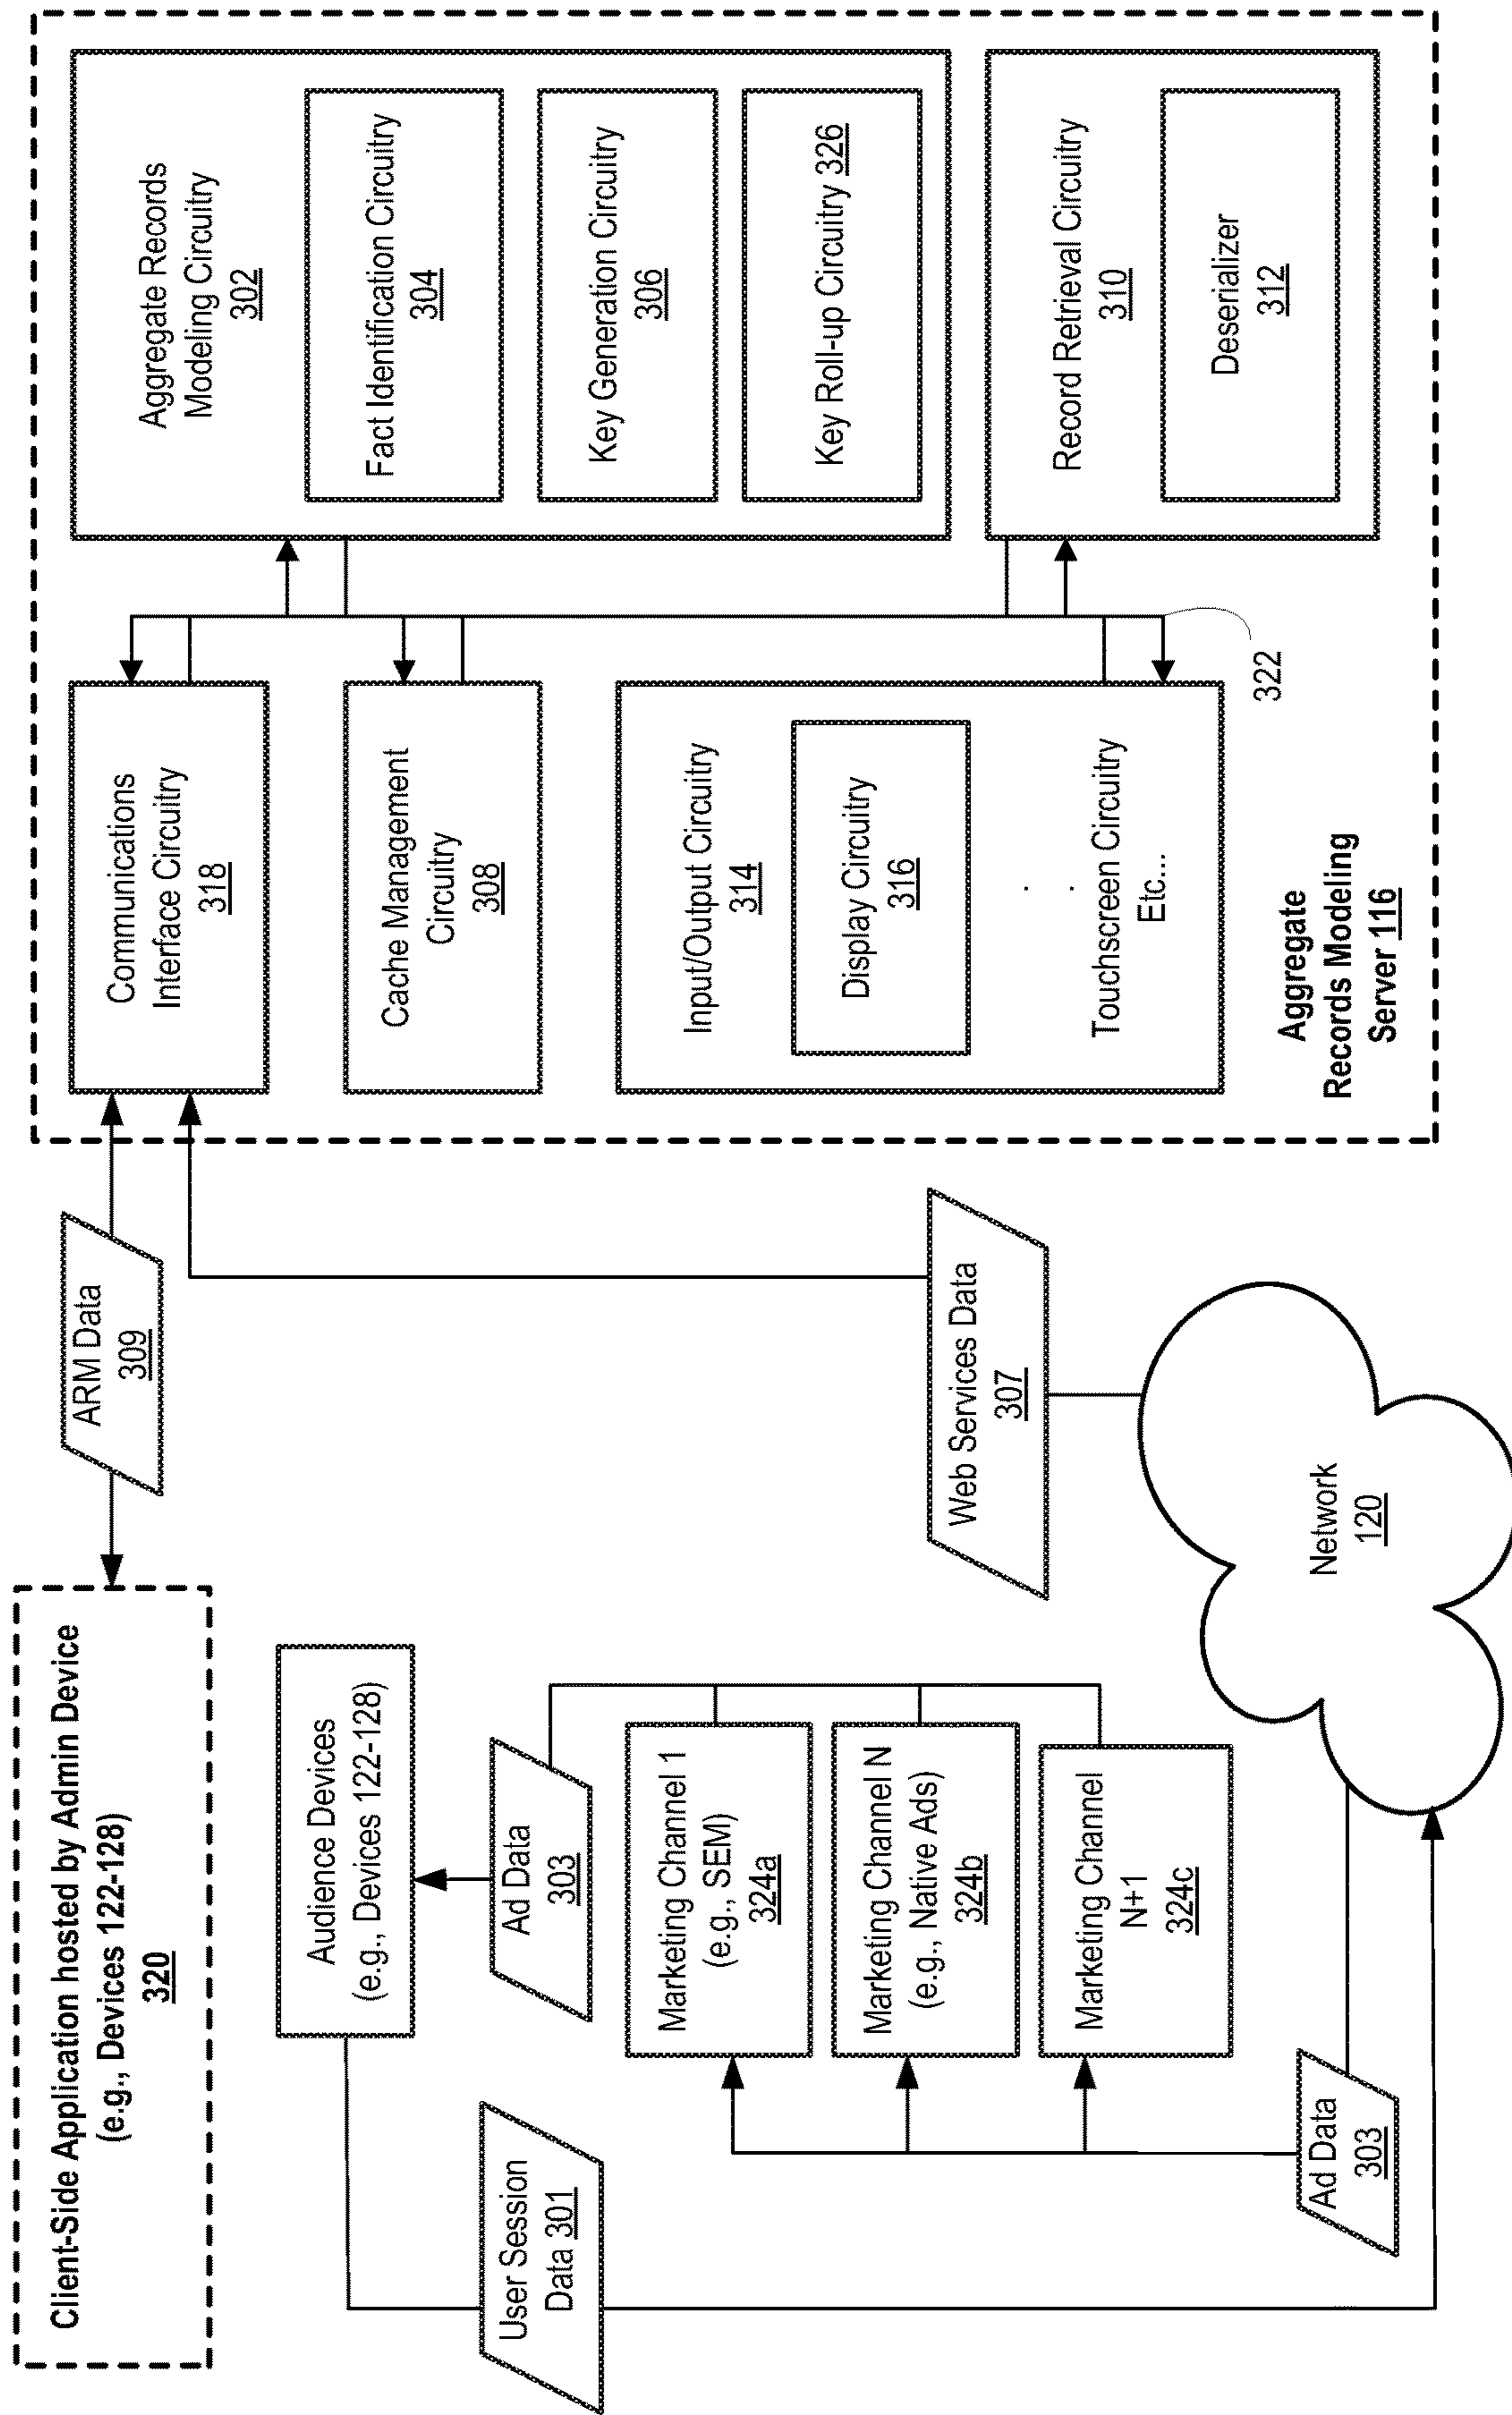 Client-Side Application hosted by Admin Device
(e.g., Devices 122-128)
320
ARM Data
309
Communications
Interface Circuitry
318
Aggregate Records
Modeling Circuitry
302
Fact Identification Circuitry
304
Key Generation Circuitry
306
Key Roll-up Circuitry 326
Cache Management
Circuitry
308
Input/Output Circuitry
314
Display Circuitry
316
.
.
Touchscreen Circuitry
Etc...
Record Retrieval Circuitry
310
Deserializer
312
322
Aggregate
Records Modeling
Server 116
Audience Devices
(e.g., Devices 122-128)
User Session
Data 301
Ad Data
303
Marketing Channel 1
(e.g., SEM)
324a
Marketing Channel N
(e.g., Native Ads)
324b
Marketing Channel
N+1
324c
Ad Data
303
Web Services Data
307
Network
120